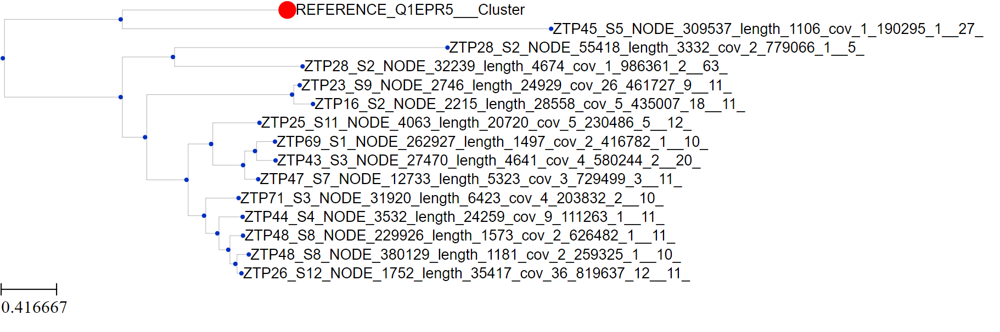 REFERENCE_Q1EPR5___Cluster
ZTP45_S5_NODE_309537_length_1106_cov_1_190295_1__27_
ZTP28_S2_NODE_55418_length_3332_cov_2_779066_1__5_
ZTP28_S2_NODE_32239_length_4674_cov_1_986361_2__63_
ZTP23_S9_NODE_2746_length_24929_cov_26_461727_9__11_
ZTP16_S2_NODE_2215_length_28558_cov_5_435007_18__11_
ZTP25_S11_NODE_4063_length_20720_cov_5_230486_5__12_
ZTP69_S1_NODE_262927_length_1497_cov_2_416782_1__10_
ZTP43_S3_NODE_27470_length_4641_cov_4_580244_2__20_
ZTP47_S7_NODE_12733_length_5323_cov_3_729499_3__11_
ZTP71_S3_NODE_31920_length_6423_cov_4_203832_2__10_
ZTP44_S4_NODE_3532_length_24259_cov_9_111263_1__11_
ZTP48_S8_NODE_229926_length_1573_cov_2_626482_1__11_
ZTP48_S8_NODE_380129_length_1181_cov_2_259325_1__10_
ZTP26_S12_NODE_1752_length_35417_cov_36_819637_12__11_
0.416667